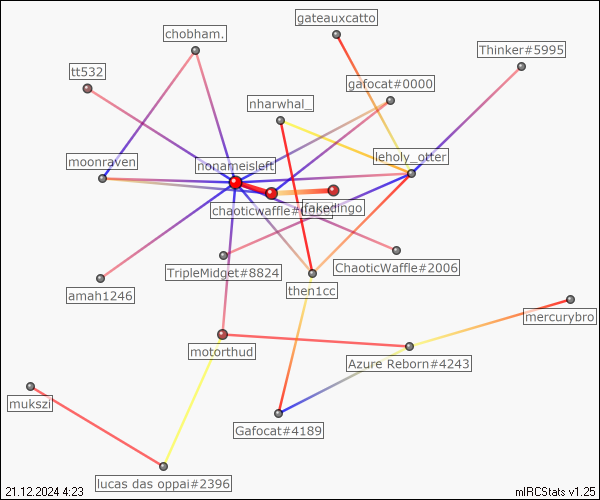 gateauxcatto
chobham.
Thinker#5995
tt532
gafocat#0000
nharwhal_
leholy_otter
moonraven
nonameisleft
chaoticwaffle#0
fakedingo
TripleMidget#8824
ChaoticWaffle#2006
amah1246
then1cc
mercurybro
motorthud
Azure Reborn#4243
mukszi
Gafocat#4189
lucas das oppai#2396
21.12.2024 4:23
mIRCStats v1.25